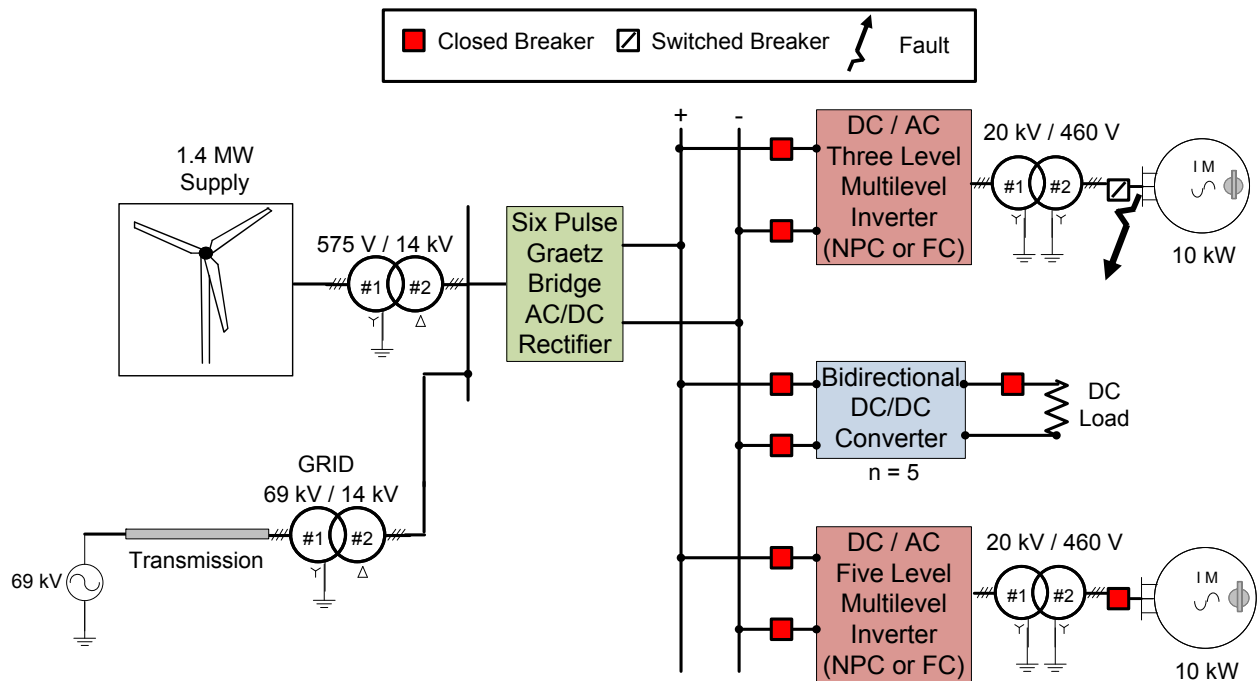 Closed Breaker
Switched Breaker
Fault
1.4 MW
Supply
575 V / 14 kV
#1
#2
Y
Δ
Six Pulse
Graetz
Bridge
AC/DC
Rectifier
+
-
DC / AC
Three Level
Multilevel
Inverter
(NPC or FC)
20 kV / 460 V
#1
#2
Y
Y
I M
10 kW
Bidirectional
DC/DC
Converter
n = 5
DC
Load
GRID
69 kV / 14 kV
#1
#2
Y
Δ
Transmission
69 kV
DC / AC
Five Level
Multilevel
Inverter
(NPC or FC)
20 kV / 460 V
#1
#2
Y
Y
I M
10 kW